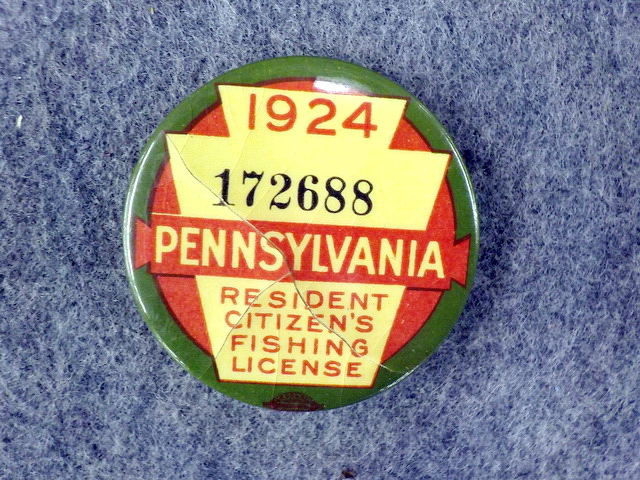 1924
172688
PENNSYLVANIA
RESIDENT
CITIZEN'S
FISHING
LICENSE